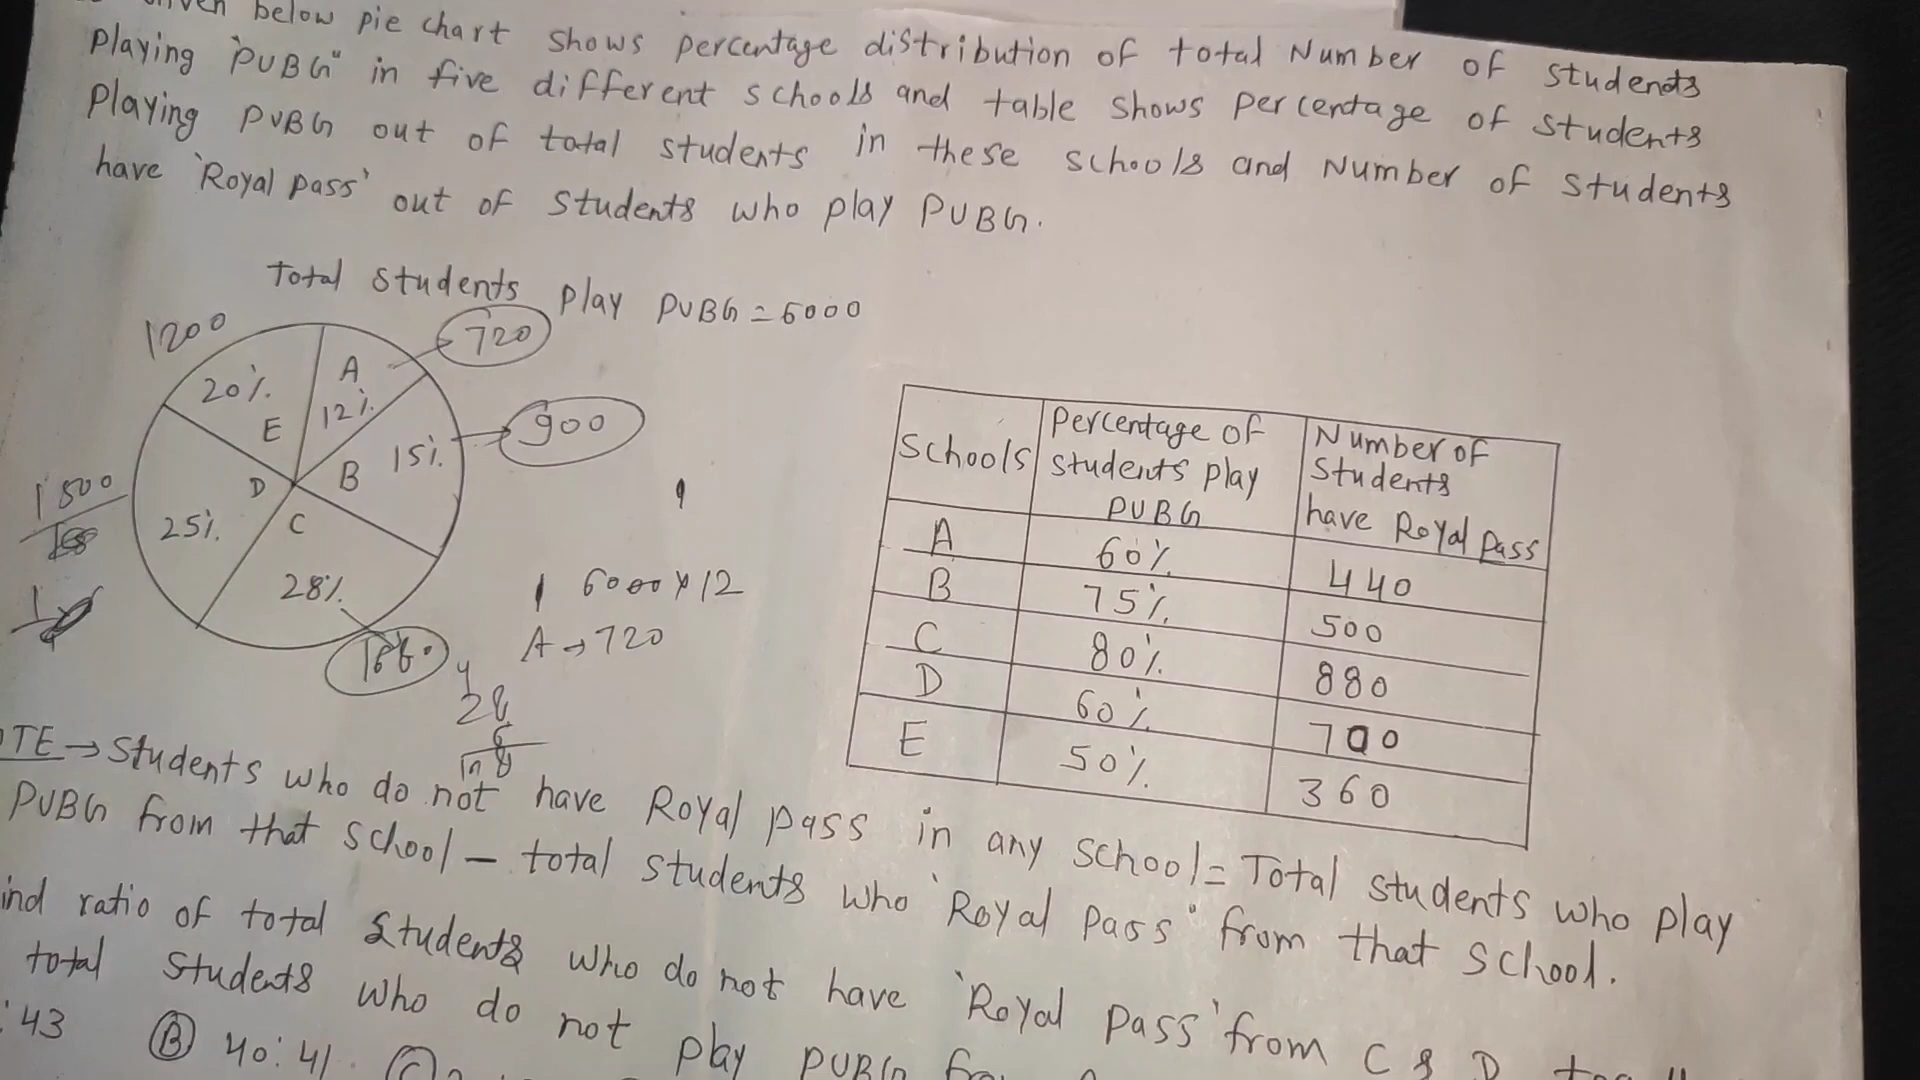 below pie chart shows percentage distribution of total Number of students
playing "PUBG" in five different schools and table shows percentage of students
playing PUBG out of total students in these schools and Number of students
have 'Royal pass' out of students who play PUBG.
Total students play PUBG = 6000
1200
720
20%
A
12%
E
900
15%
B
D
1500
25%
C
28%
6000 x 12
A → 720
28
Schools Percentage of students play PUBG Number of students have Royal pass
A 60% 440
B 75% 500
C 80% 880
D 60% 700
E 50% 360
TE → Students who do not have Royal pass in any school = Total students who play
PUBG from that school - total students who 'Royal pass' from that school.
ind ratio of total students who do not have 'Royal pass' from C & D
total students who do not play PUBG
: 43 (B) 40:41 (C)